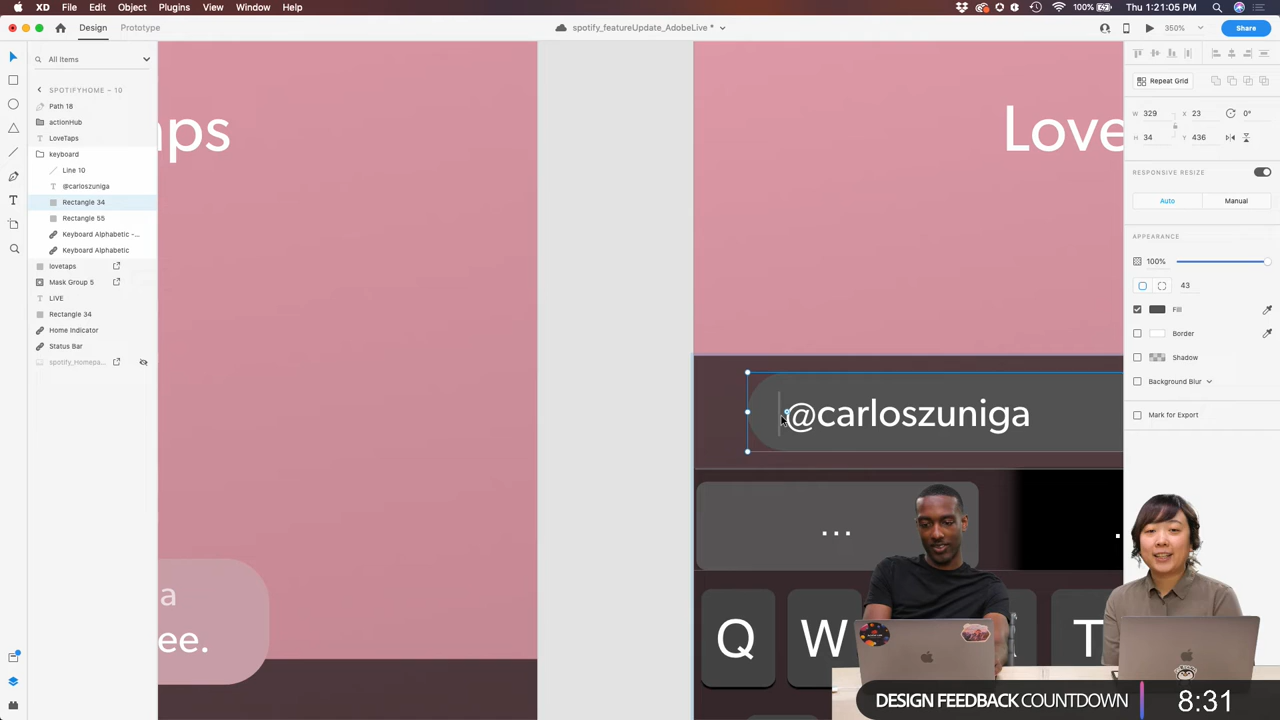 XD File Edit Object Plugins View Window Help
100% Thu 1:21:05 PM
Design Prototype
spotify_featureUpdate_AdobeLive *
350%
Share
All Items
SPOTIFYHOME – 10
Path 18
actionHub
LoveTaps
keyboard
Line 10
@carloszuniga
Rectangle 34
Rectangle 55
Keyboard Alphabetic -...
Keyboard Alphabetic
lovetaps
Mask Group 5
LIVE
Rectangle 34
Home Indicator
Status Bar
spotify_Homepa...
aps
a
ee.
Love
@carloszuniga
...
Q W T
Repeat Grid
W 329 X 23 0°
H 34 Y 436
RESPONSIVE RESIZE
Auto Manual
APPEARANCE
100%
43
Fill
Border
Shadow
Background Blur
Mark for Export
DESIGN FEEDBACK COUNTDOWN 8:31